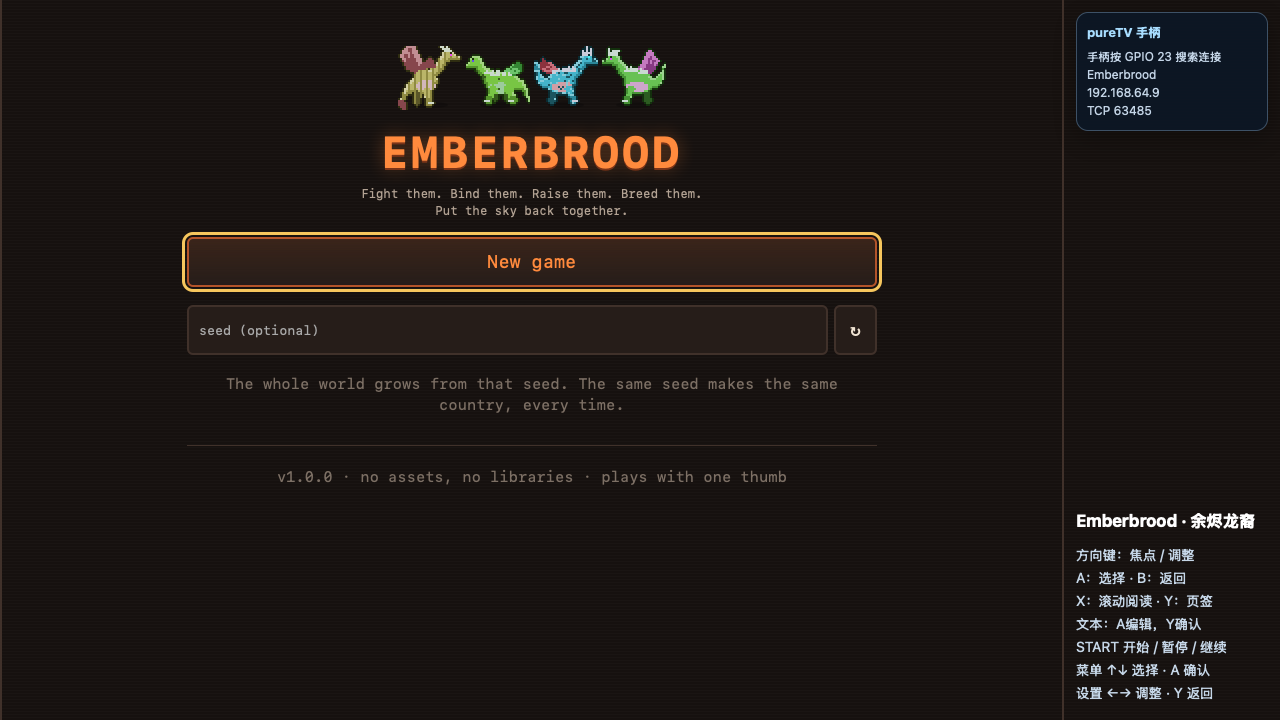 EMBERBROOD
Fight them. Bind them. Raise them. Breed them.
Put the sky back together.
New game
seed (optional)
↻
The whole world grows from that seed. The same seed makes the same
country, every time.
v1.0.0 · no assets, no libraries · plays with one thumb
pureTV 手柄
手柄按 GPIO 23 搜索连接
Emberbrood
192.168.64.9
TCP 63485
Emberbrood · 余烬龙裔
方向键：焦点 / 调整
A：选择 · B：返回
X：滚动阅读 · Y：页签
文本：A编辑，Y确认
START 开始 / 暂停 / 继续
菜单 ↑↓ 选择 · A 确认
设置 ←→ 调整 · Y 返回